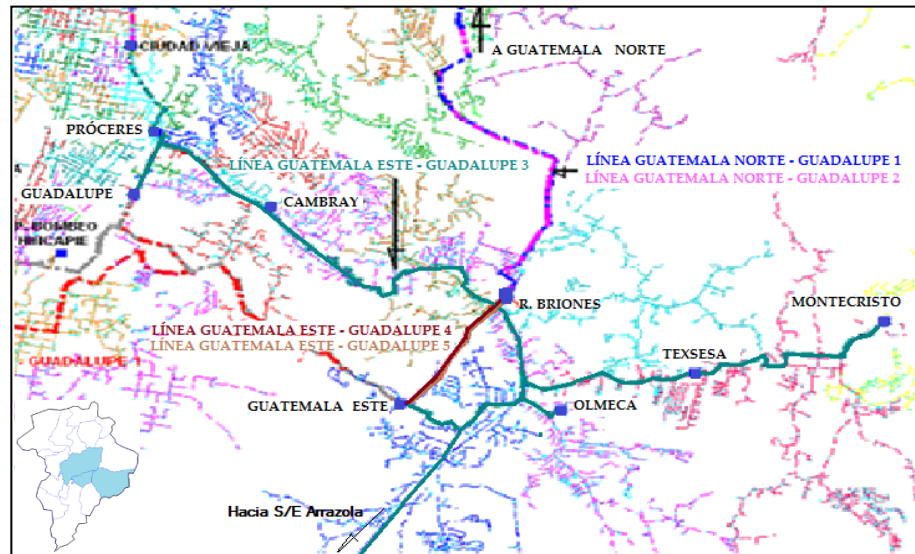 CIUDAD VIEJA
A GUATEMALA NORTE
PRÓCERES
LÍNEA GUATEMALA ESTE - GUADALUPE 3
LÍNEA GUATEMALA NORTE - GUADALUPE 1
LÍNEA GUATEMALA NORTE - GUADALUPE 2
GUADALUPE
CAMBRAY
BOMBEO
R. BRIONES
MONTECRISTO
LÍNEA GUATEMALA ESTE - GUADALUPE 4
LÍNEA GUATEMALA ESTE - GUADALUPE 5
GUADALUPE 1
TEXSESA
GUATEMALA ESTE
OLMECA
Hacia S/E Arrazola